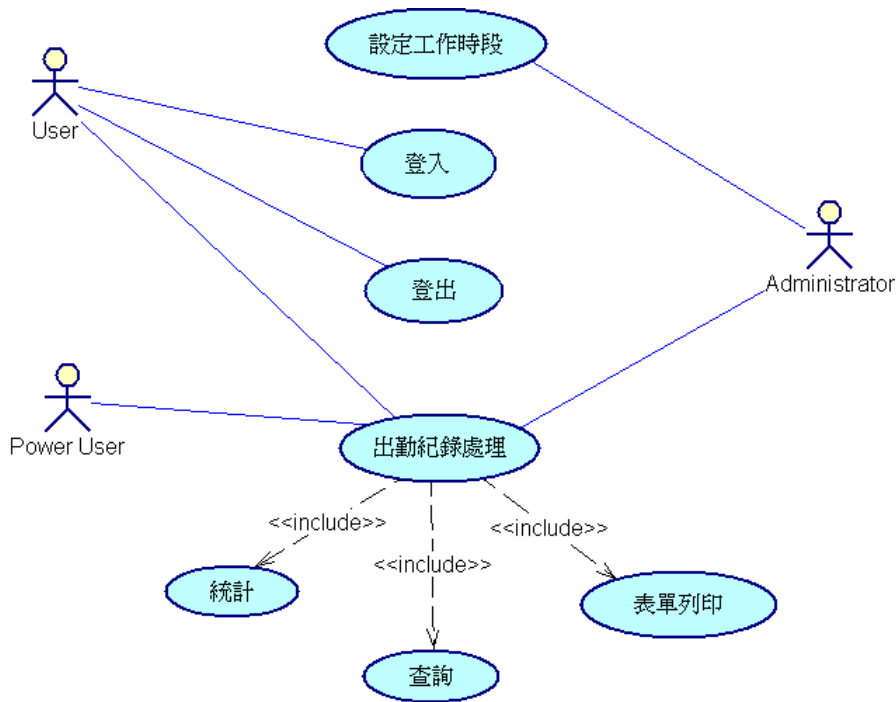 設定工作時段
User
登入
Administrator
登出
Power User
出勤紀錄處理
<<include>>
<<include>>
<<include>>
統計
表單列印
查詢